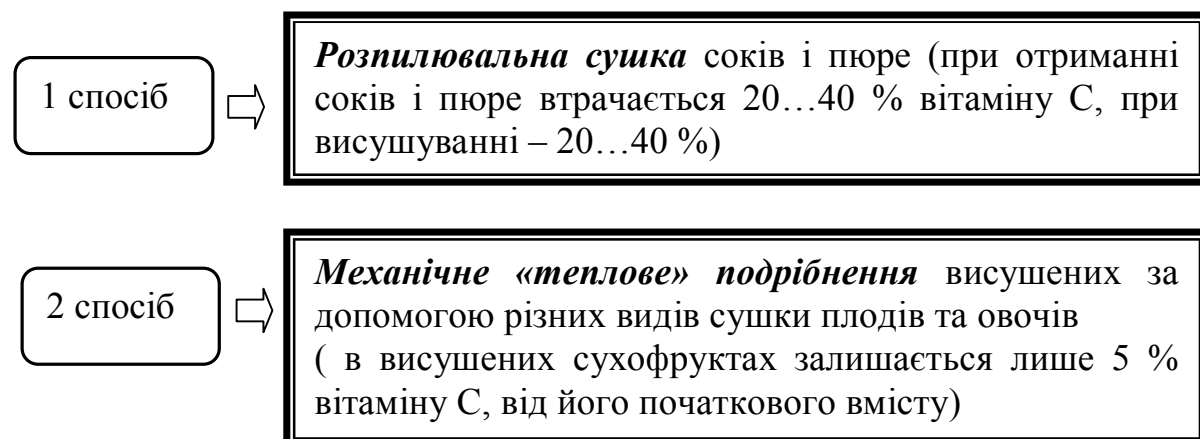 1 спосіб
Розпилювальна сушка соків і пюре (при отриманні
соків і пюре втрачається 20…40 % вітаміну С, при
висушуванні – 20…40 %)
2 спосіб
Механічне «теплове» подрібнення висушених за
допомогою різних видів сушки плодів та овочів
( в висушених сухофруктах залишається лише 5 %
вітаміну С, від його початкового вмісту)